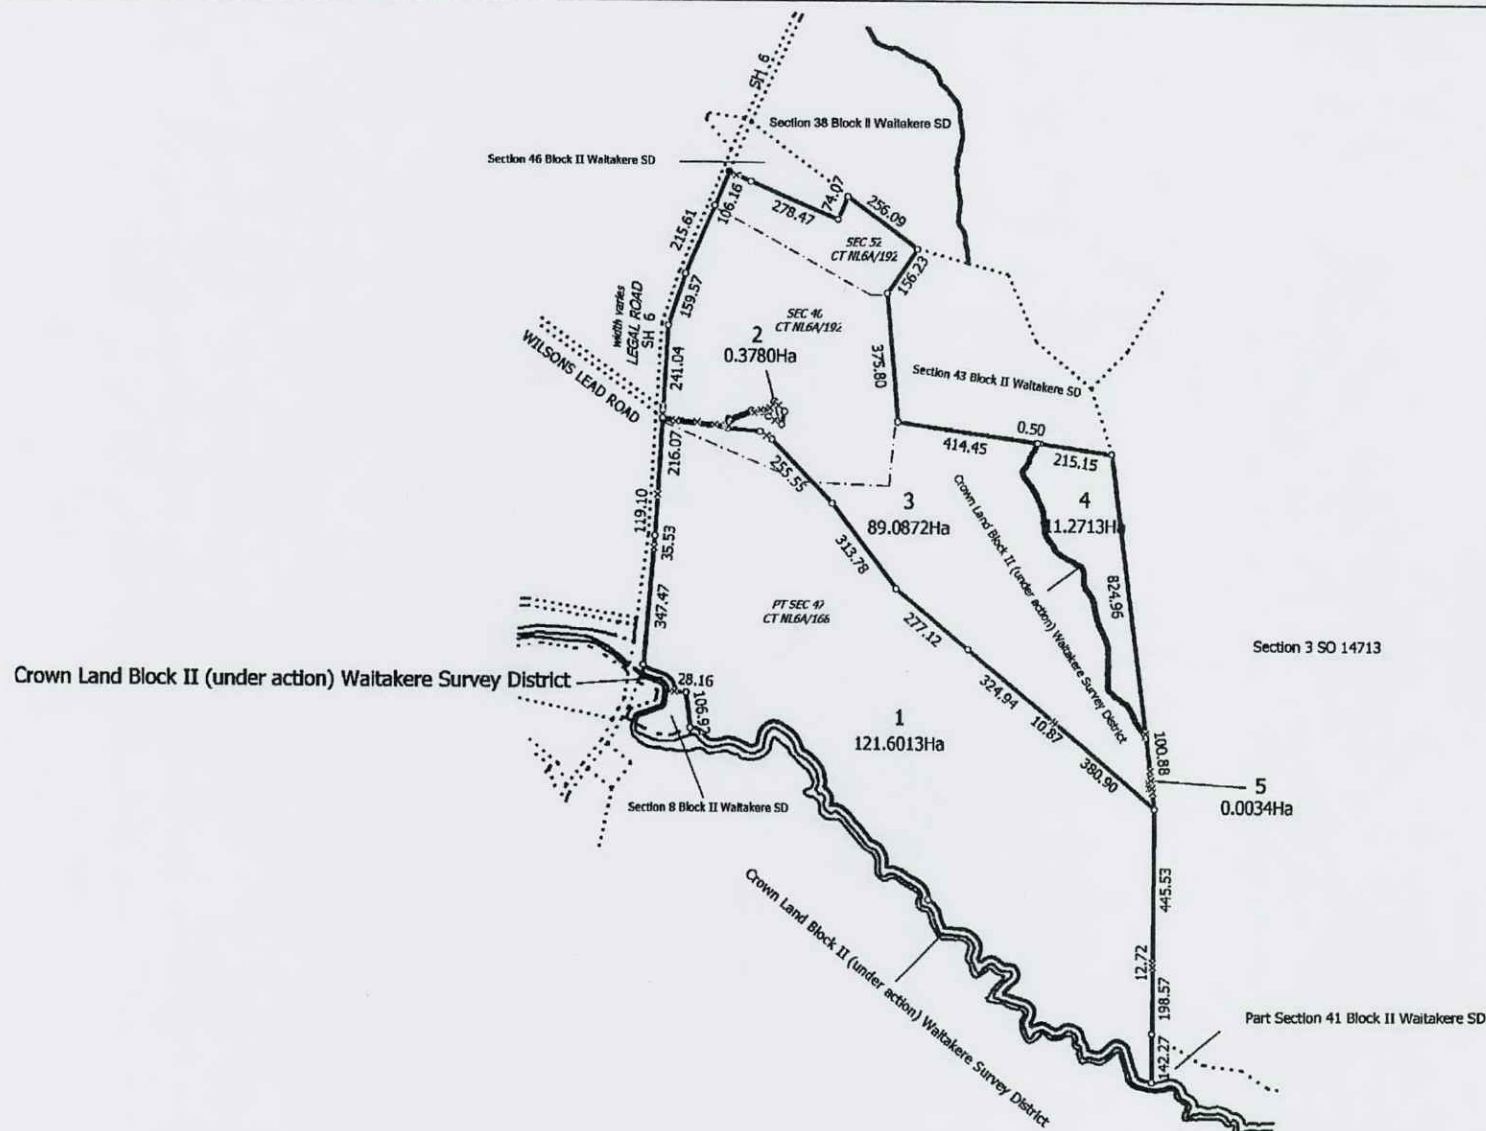 SH 6
Section 38 Block II Waitakere SD
Section 46 Block II Waitakere SD
106.16
278.47
74.07
256.09
215.61
SEC 52
CT NL6A/192
156.23
159.57
width varies
LEGAL ROAD
SH 6
SEC 46
CT NL6A/192
2
0.3780Ha
WILSONS LEAD ROAD
241.04
375.80
Section 43 Block II Waitakere SD
0.50
414.45
215.15
216.07
255.55
119.10
35.53
3
89.0872Ha
4
11.2713Ha
Crown Land Block II (under action) Waitakere Survey District
313.78
824.96
347.47
PT SEC 47
CT NL6A/166
277.12
Section 3 SO 14713
Crown Land Block II (under action) Waitakere Survey District
28.16
106.97
324.94
10.87
1
121.6013Ha
100.88
380.90
5
0.0034Ha
Section 8 Block II Waitakere SD
445.53
Crown Land Block II (under action) Waitakere Survey District
12.72
198.57
Part Section 41 Block II Waitakere SD
142.27